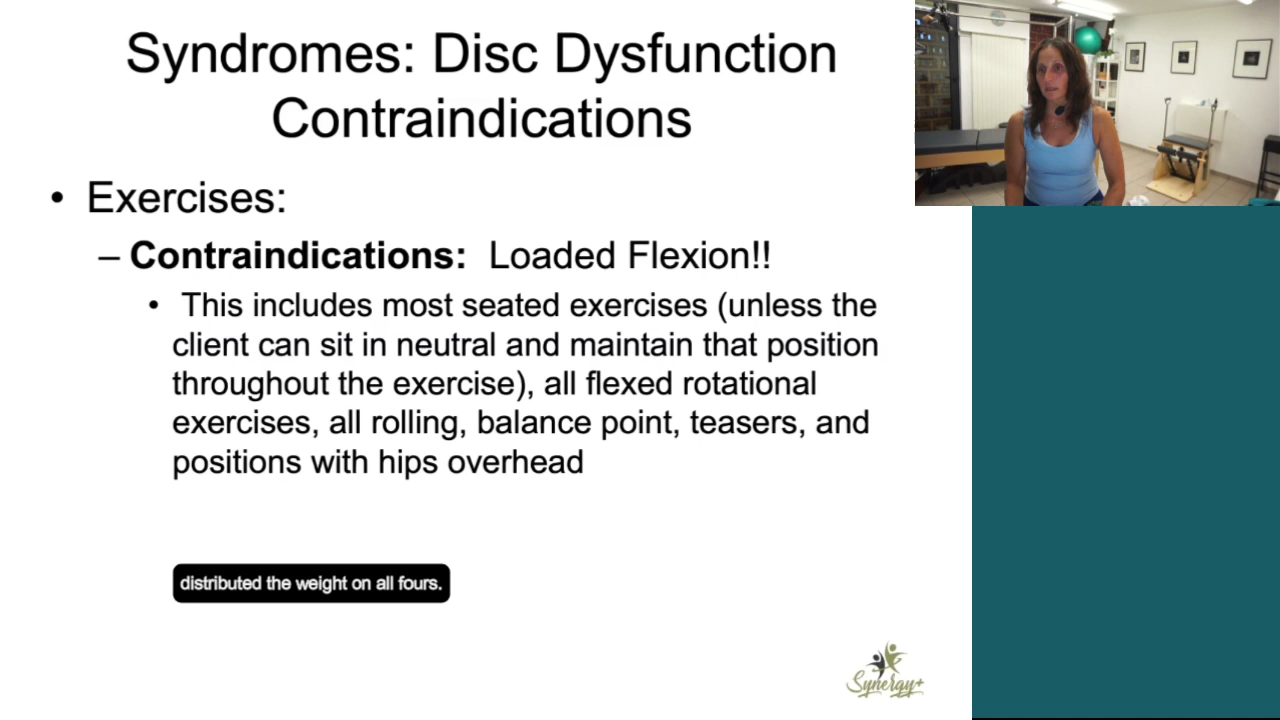 Syndromes: Disc Dysfunction
Contraindications
• Exercises:
– Contraindications: Loaded Flexion!!
• This includes most seated exercises (unless the
client can sit in neutral and maintain that position
throughout the exercise), all flexed rotational
exercises, all rolling, balance point, teasers, and
positions with hips overhead
distributed the weight on all fours.
Synergy+